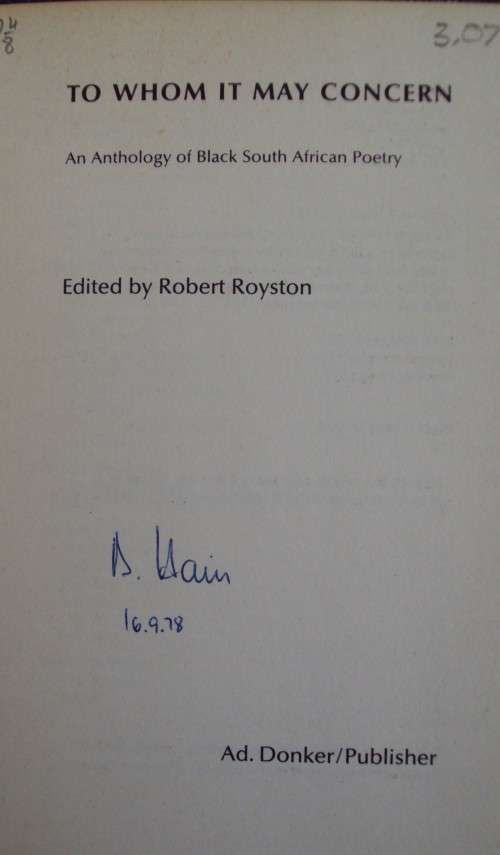 3,07
TO WHOM IT MAY CONCERN
An Anthology of Black South African Poetry
Edited by Robert Royston
16.9.78
Ad. Donker/Publisher